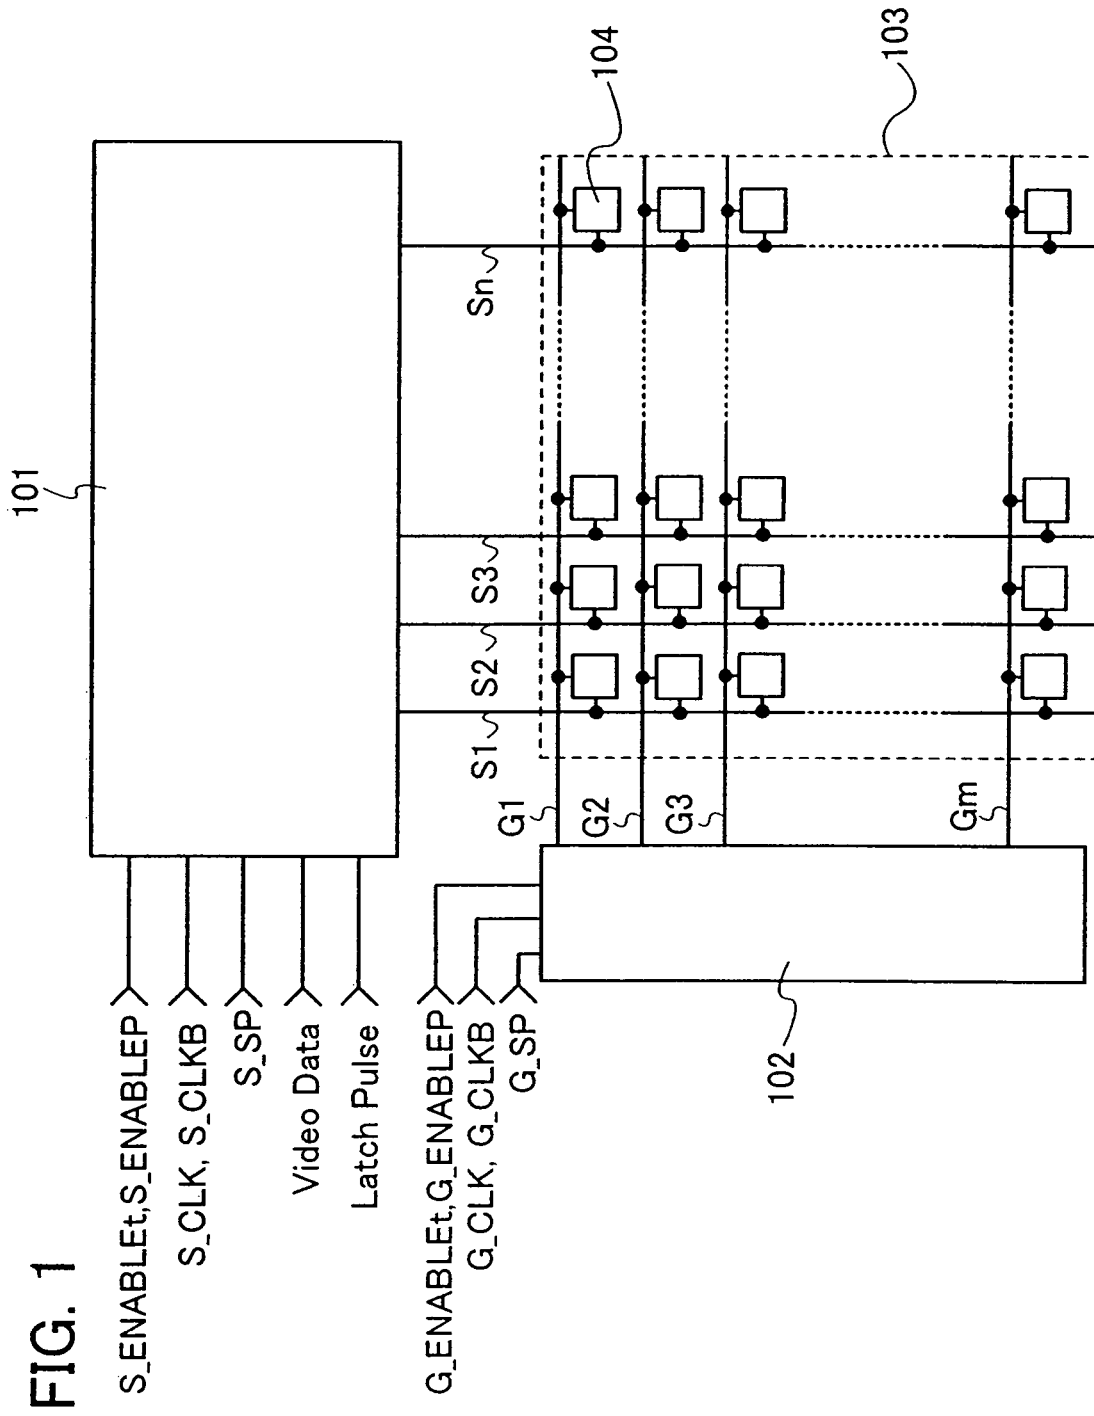 FIG. 1
S_ENABLEt,S_ENABLEP
S_CLK, S_CLKB
S_SP
Video Data
Latch Pulse
G_ENABLEt,G_ENABLEP
G_CLK, G_CLKB
G_SP
101
102
103
104
S1
S2
S3
Sn
G1
G2
G3
Gm